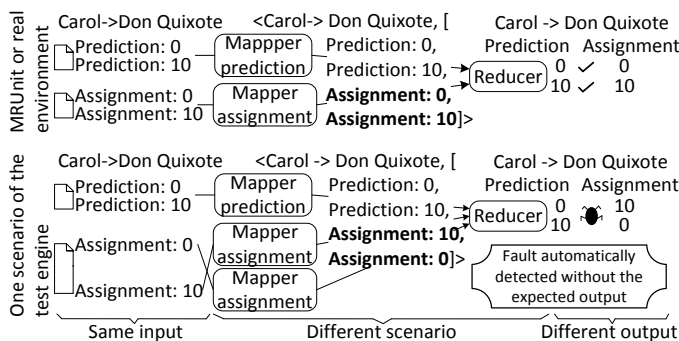 MRUnit or real environment
Carol->Don Quixote <Carol-> Don Quixote, [ Carol -> Don Quixote
Prediction: 0
Prediction: 10
Mappper prediction
Prediction: 0,
Prediction: 10,
Assignment: 0
Assignment: 10
Mapper assignment
Assignment: 0,
Assignment: 10]>
Reducer
Prediction Assignment
0 ✓ 0
10 ✓ 10
One scenario of the test engine
Carol->Don Quixote <Carol -> Don Quixote, [ Carol -> Don Quixote
Prediction: 0
Prediction: 10
Mapper prediction
Prediction: 0,
Prediction: 10,
Assignment: 0
Assignment: 10
Mapper assignment
Mapper assignment
Assignment: 10,
Assignment: 0]>
Reducer
Prediction Assignment
0 10
10 0
Fault automatically
detected without the
expected output
Same input Different scenario Different output